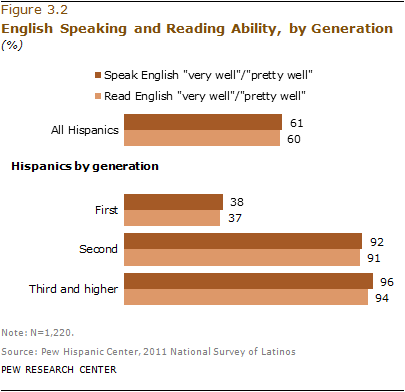 Figure 3.2
English Speaking and Reading Ability, by Generation
(%)
Speak English "very well"/"pretty well"
Read English "very well"/"pretty well"
All Hispanics 61
60
Hispanics by generation
First 38
37
Second 92
91
Third and higher 96
94
Note: N=1,220.
Source: Pew Hispanic Center, 2011 National Survey of Latinos
PEW RESEARCH CENTER